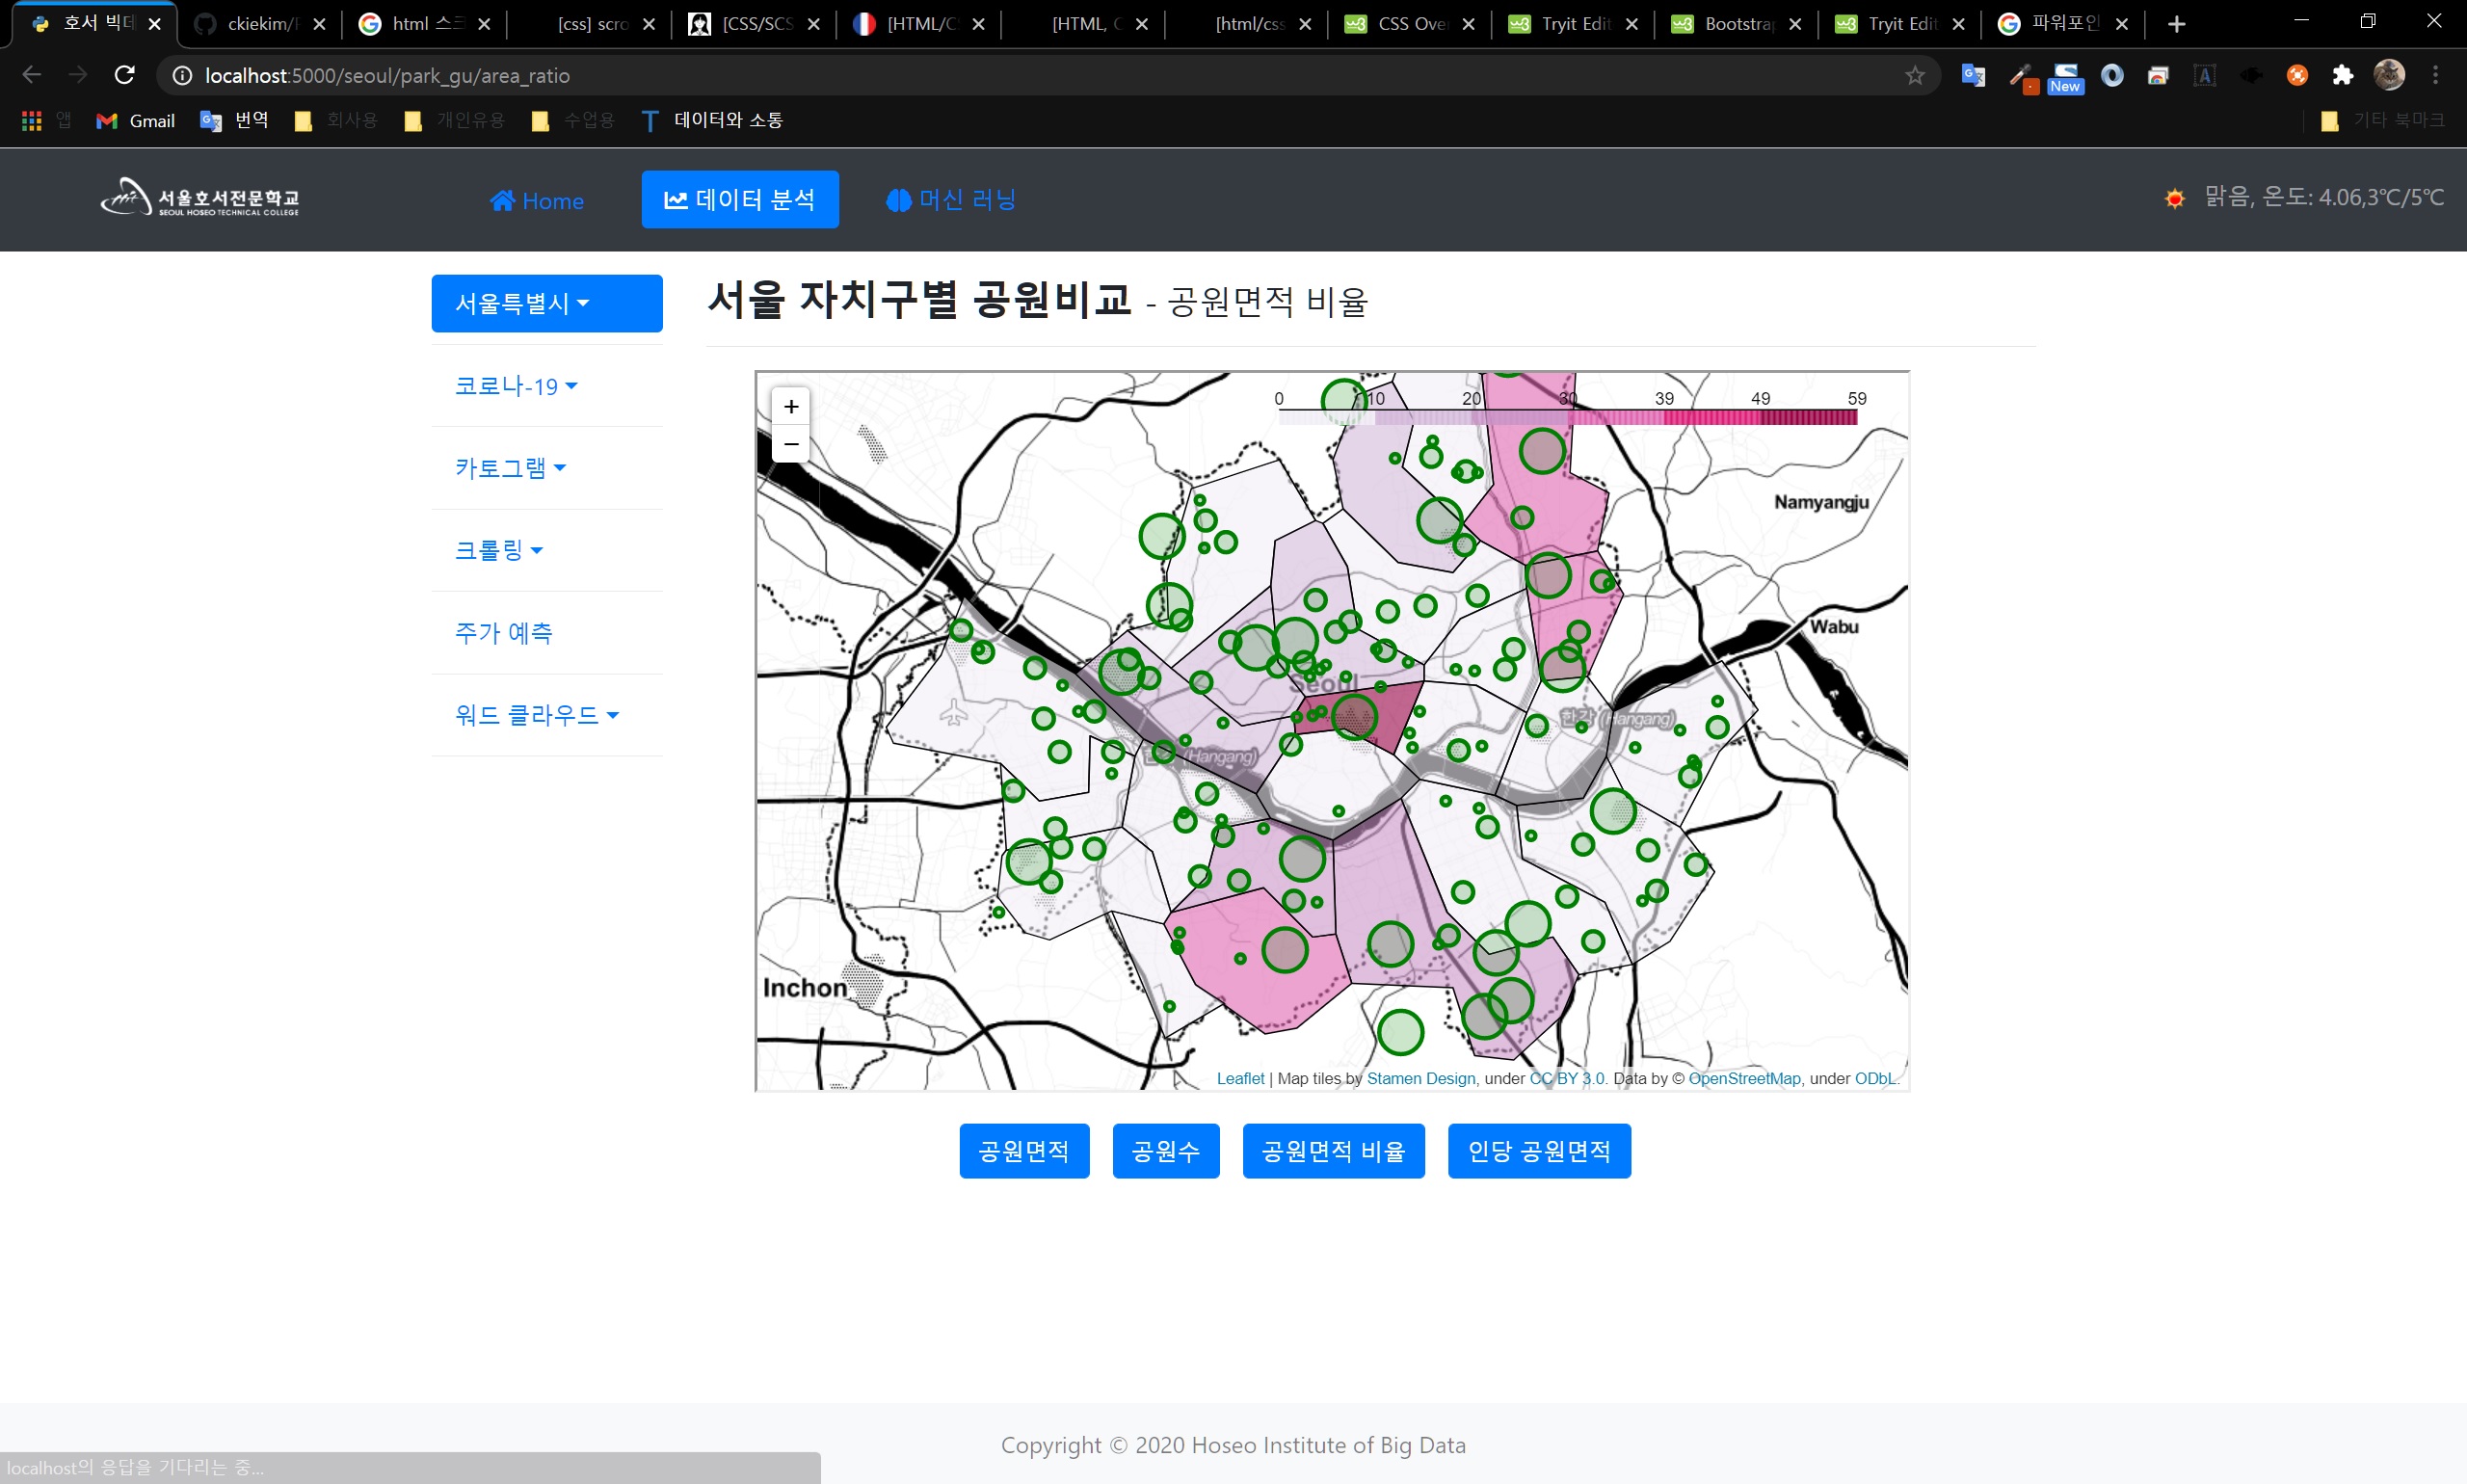 호서 빅데
ckiekim/
html 스크
[css] scro
[CSS/SCS
[HTML/C
[HTML, C
[html/css
CSS Ove
Tryit Edit
Bootstrap
Tryit Edit
파워포인
localhost:5000/seoul/park_gu/area_ratio
New
앱
Gmail
번역
회사용
개인유용
수업용
데이터와 소통
기타 북마크
서울호서전문학교
SEOUL HOSEO TECHNICAL COLLEGE
Home
데이터 분석
머신 러닝
맑음, 온도: 4.06,3℃/5℃
서울특별시
코로나-19
카토그램
크롤링
주가 예측
워드 클라우드
서울 자치구별 공원비교 - 공원면적 비율
+
−
0 10 20 30 39 49 59
Namyangju
Wabu
Seoul
한강 (Hangang)
(Hangang)
Inchon
Leaflet | Map tiles by Stamen Design, under CC BY 3.0. Data by © OpenStreetMap, under ODbL.
공원면적
공원수
공원면적 비율
인당 공원면적
Copyright © 2020 Hoseo Institute of Big Data
localhost의 응답을 기다리는 중...